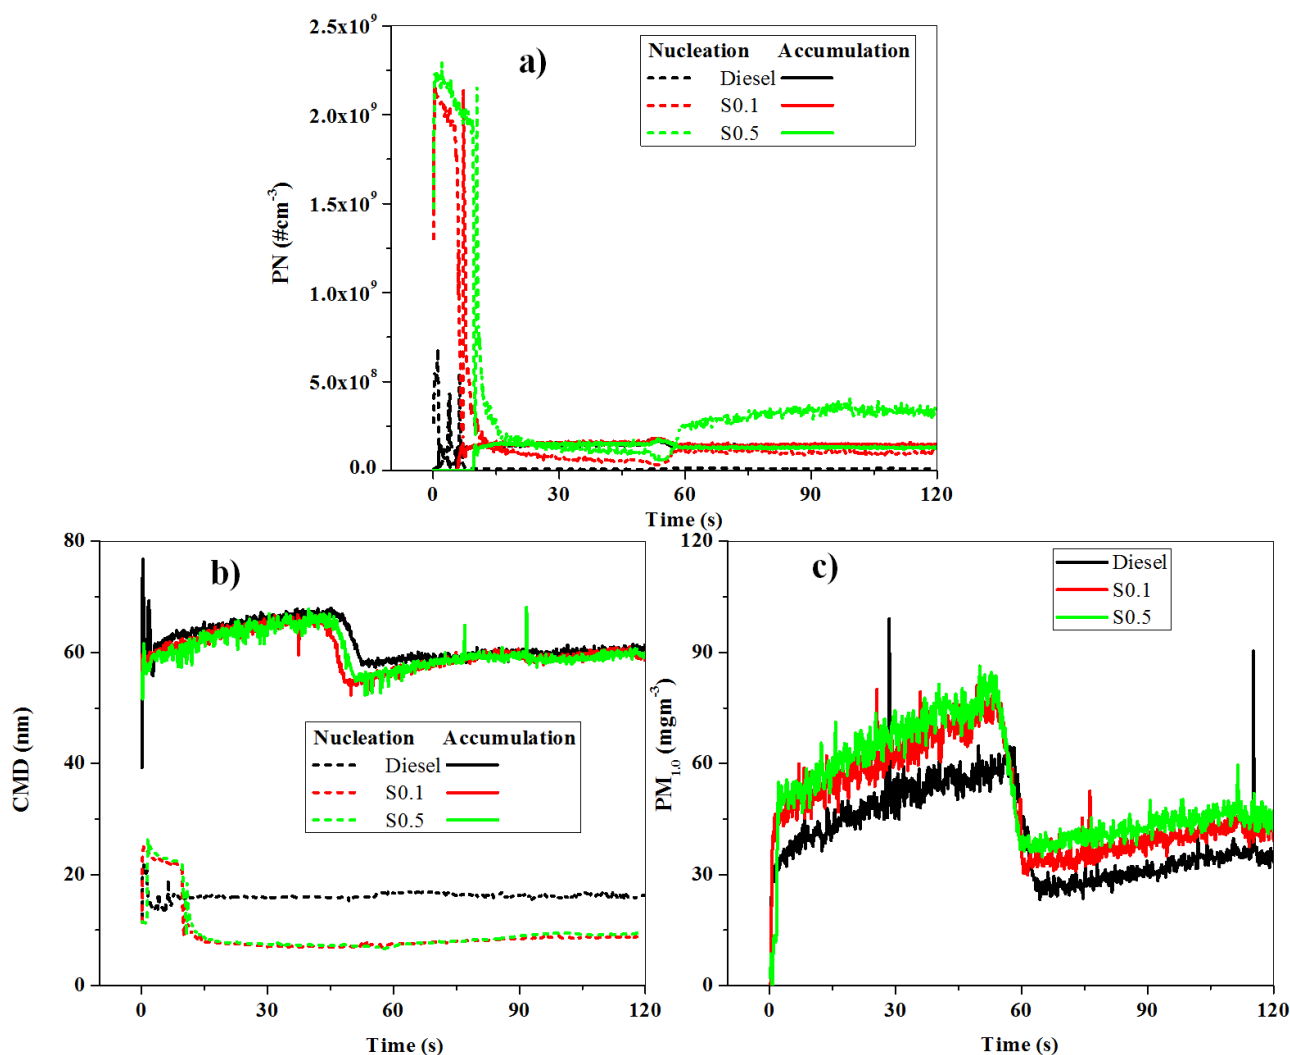 a)
Nucleation Accumulation
Diesel
S0.1
S0.5
2.5x10⁹
2.0x10⁹
1.5x10⁹
1.0x10⁹
5.0x10⁸
0.0
PN (#cm⁻³)
0 30 60 90 120
Time (s)
b)
80
60
40
20
0
CMD (nm)
Nucleation Accumulation
Diesel
S0.1
S0.5
0 30 60 90 120
Time (s)
c)
120
90
60
30
0
PM₁.₀ (mgm⁻³)
Diesel
S0.1
S0.5
0 30 60 90 120
Time (s)